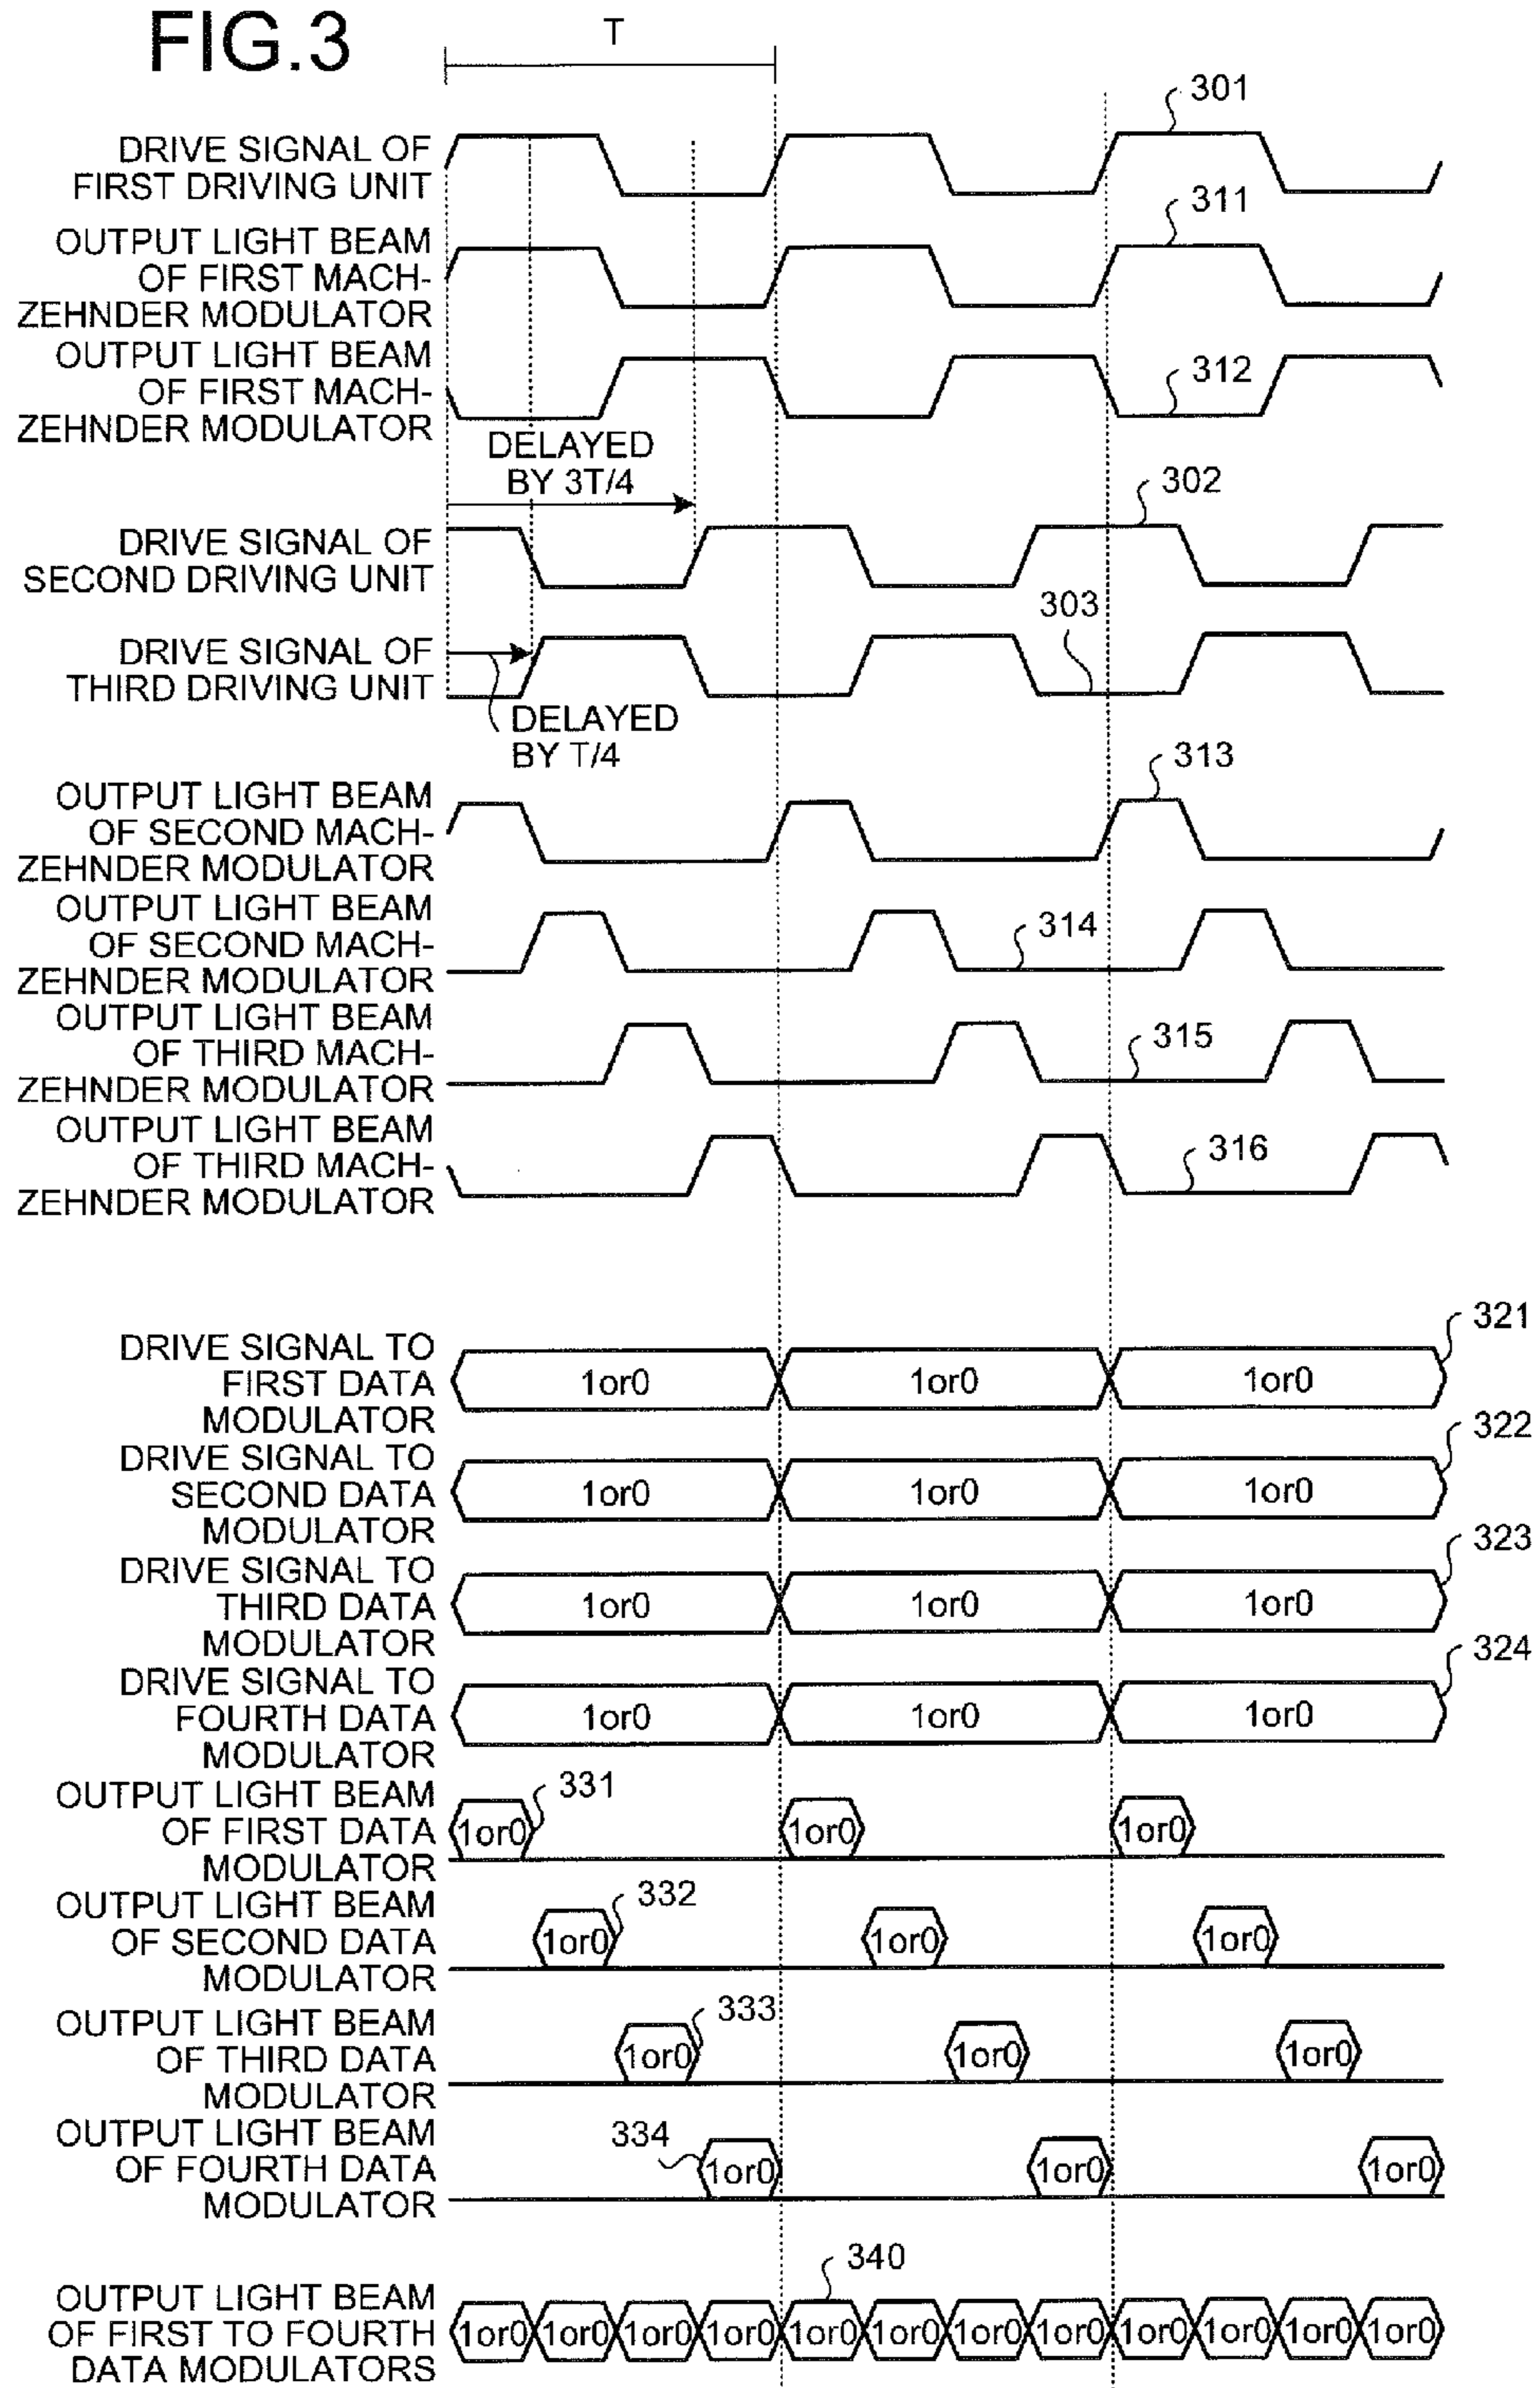 FIG.3
T
301
DRIVE SIGNAL OF
FIRST DRIVING UNIT
311
OUTPUT LIGHT BEAM
OF FIRST MACH-
ZEHNDER MODULATOR
312
OUTPUT LIGHT BEAM
OF FIRST MACH-
ZEHNDER MODULATOR
DELAYED
BY 3T/4
302
DRIVE SIGNAL OF
SECOND DRIVING UNIT
303
DRIVE SIGNAL OF
THIRD DRIVING UNIT
DELAYED
BY T/4
313
OUTPUT LIGHT BEAM
OF SECOND MACH-
ZEHNDER MODULATOR
OUTPUT LIGHT BEAM
OF SECOND MACH-
ZEHNDER MODULATOR
314
OUTPUT LIGHT BEAM
OF THIRD MACH-
ZEHNDER MODULATOR
315
OUTPUT LIGHT BEAM
OF THIRD MACH-
ZEHNDER MODULATOR
316
321
DRIVE SIGNAL TO
FIRST DATA
MODULATOR
1or0 1or0 1or0
322
DRIVE SIGNAL TO
SECOND DATA
MODULATOR
1or0 1or0 1or0
323
DRIVE SIGNAL TO
THIRD DATA
MODULATOR
1or0 1or0 1or0
324
DRIVE SIGNAL TO
FOURTH DATA
MODULATOR
1or0 1or0 1or0
331
OUTPUT LIGHT BEAM
OF FIRST DATA
MODULATOR
1or0 1or0 1or0
332
OUTPUT LIGHT BEAM
OF SECOND DATA
MODULATOR
1or0 1or0 1or0
333
OUTPUT LIGHT BEAM
OF THIRD DATA
MODULATOR
1or0 1or0 1or0
334
OUTPUT LIGHT BEAM
OF FOURTH DATA
MODULATOR
1or0 1or0 1or0
340
OUTPUT LIGHT BEAM
OF FIRST TO FOURTH
DATA MODULATORS
1or0 1or0 1or0 1or0 1or0 1or0 1or0 1or0 1or0 1or0 1or0 1or0